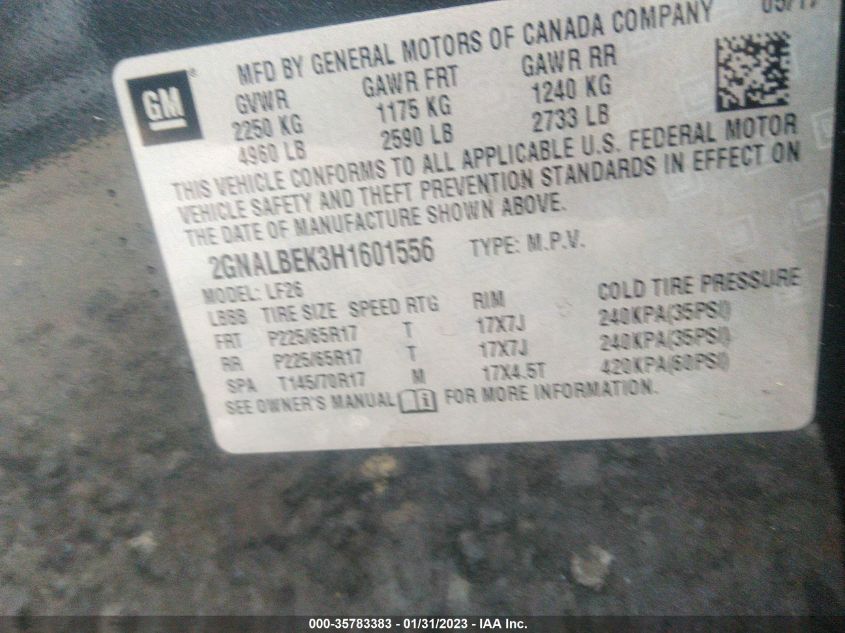 05/17
MFD BY GENERAL MOTORS OF CANADA COMPANY
GM
GVWR GAWR FRT GAWR RR
2250 KG 1175 KG 1240 KG
4960 LB 2590 LB 2733 LB
THIS VEHICLE CONFORMS TO ALL APPLICABLE U.S. FEDERAL MOTOR
VEHICLE SAFETY AND THEFT PREVENTION STANDARDS IN EFFECT ON
THE DATE OF MANUFACTURE SHOWN ABOVE.
2GNALBEK3H1601556 TYPE: M.P.V.
MODEL: LF26
LBBB TIRE SIZE SPEED RTG RIM COLD TIRE PRESSURE
FRT P225/65R17 T 17X7J 240KPA(35PSI)
RR P225/65R17 T 17X7J 240KPA(35PSI)
SPA T145/70R17 M 17X4.5T 420KPA(60PSI)
SEE OWNER'S MANUAL i FOR MORE INFORMATION.
000-35783383 - 01/31/2023 - IAA Inc.